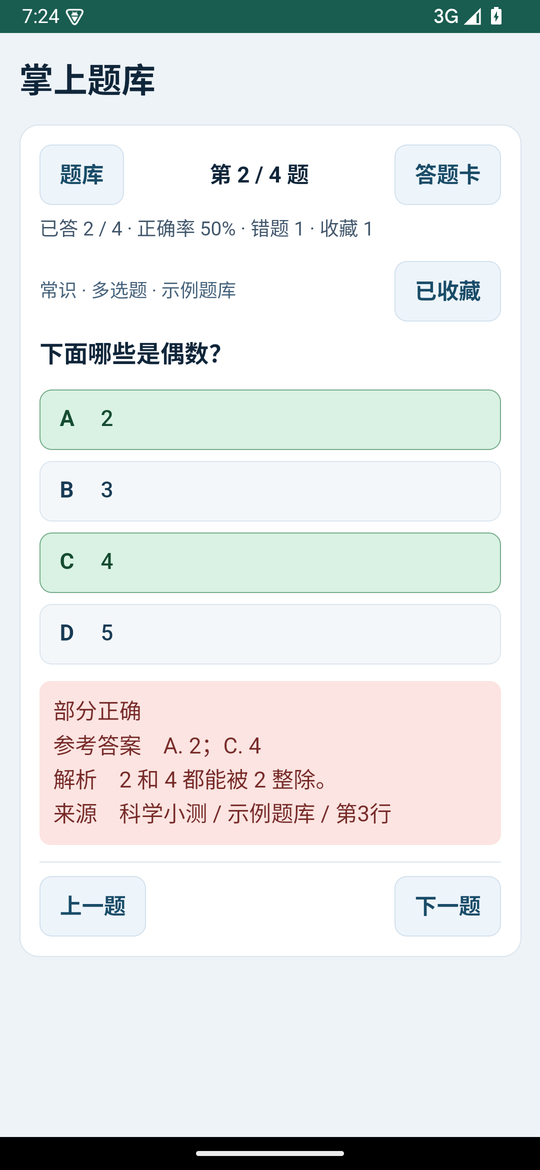 7:24
3G
掌上题库
题库
第 2 / 4 题
答题卡
已答 2 / 4 · 正确率 50% · 错题 1 · 收藏 1
常识 · 多选题 · 示例题库
已收藏
下面哪些是偶数?
A 2
B 3
C 4
D 5
部分正确
参考答案 A. 2；C. 4
解析 2 和 4 都能被 2 整除。
来源 科学小测 / 示例题库 / 第3行
上一题
下一题